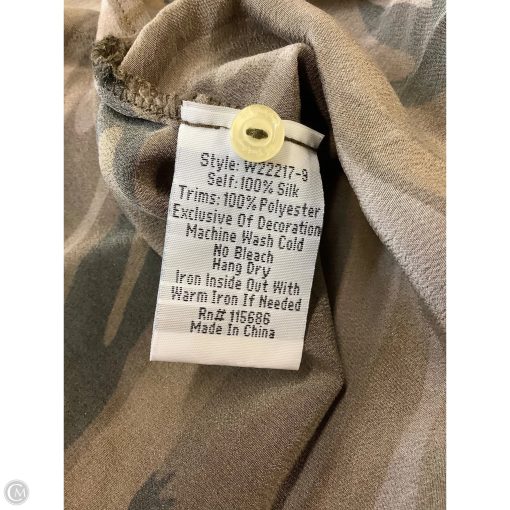 Style: W22217-9
Self: 100% Silk
Trims: 100% Polyester
Exclusive Of Decoration
Machine Wash Cold
No Bleach
Hang Dry
Iron Inside Out With
Warm Iron If Needed
Rn# 115686
Made In China
CM